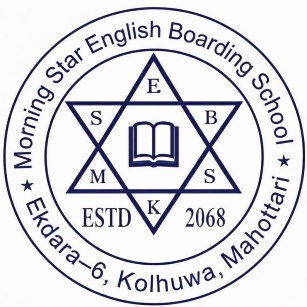 Morning Star English Boarding School
E
S B
M S
K
ESTD 2068
Ekdara–6, Kolhuwa, Mahottari